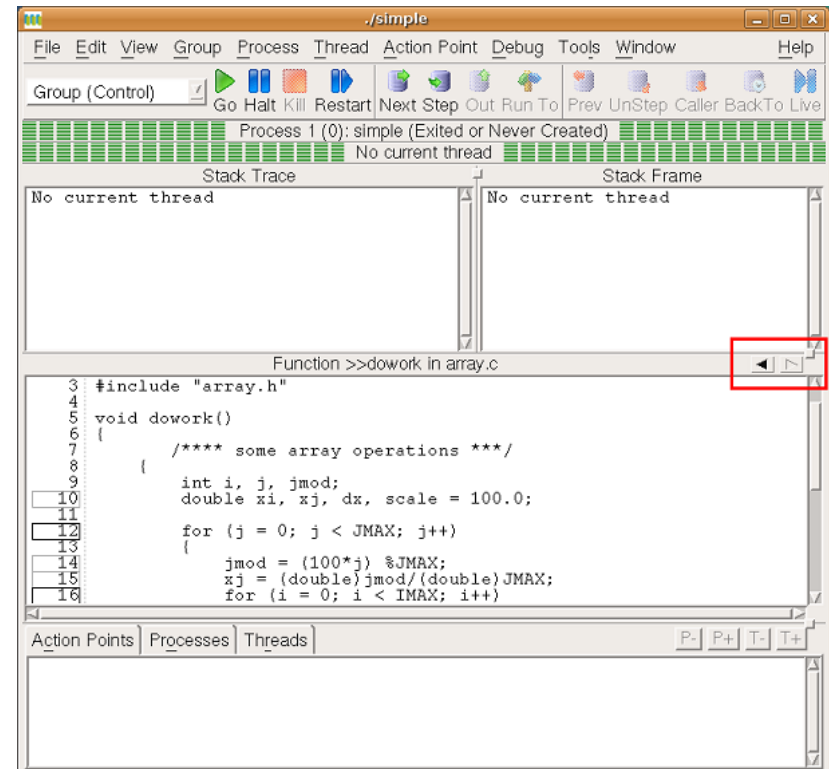 ./simple
File Edit View Group Process Thread Action Point Debug Tools Window Help
Group (Control) Go Halt Kill Restart Next Step Out Run To Prev UnStep Caller BackTo Live
Process 1 (0): simple (Exited or Never Created)
No current thread
Stack Trace Stack Frame
No current thread No current thread
Function >>dowork in array.c
3 #include "array.h"
4
5 void dowork()
6 {
7 /**** some array operations ***/
8 {
9 int i, j, jmod;
10 double xi, xj, dx, scale = 100.0;
11
12 for (j = 0; j < JMAX; j++)
13 {
14 jmod = (100*j) %JMAX;
15 xj = (double)jmod/(double)JMAX;
16 for (i = 0; i < IMAX; i++)
Action Points Processes Threads P- P+ T- T+